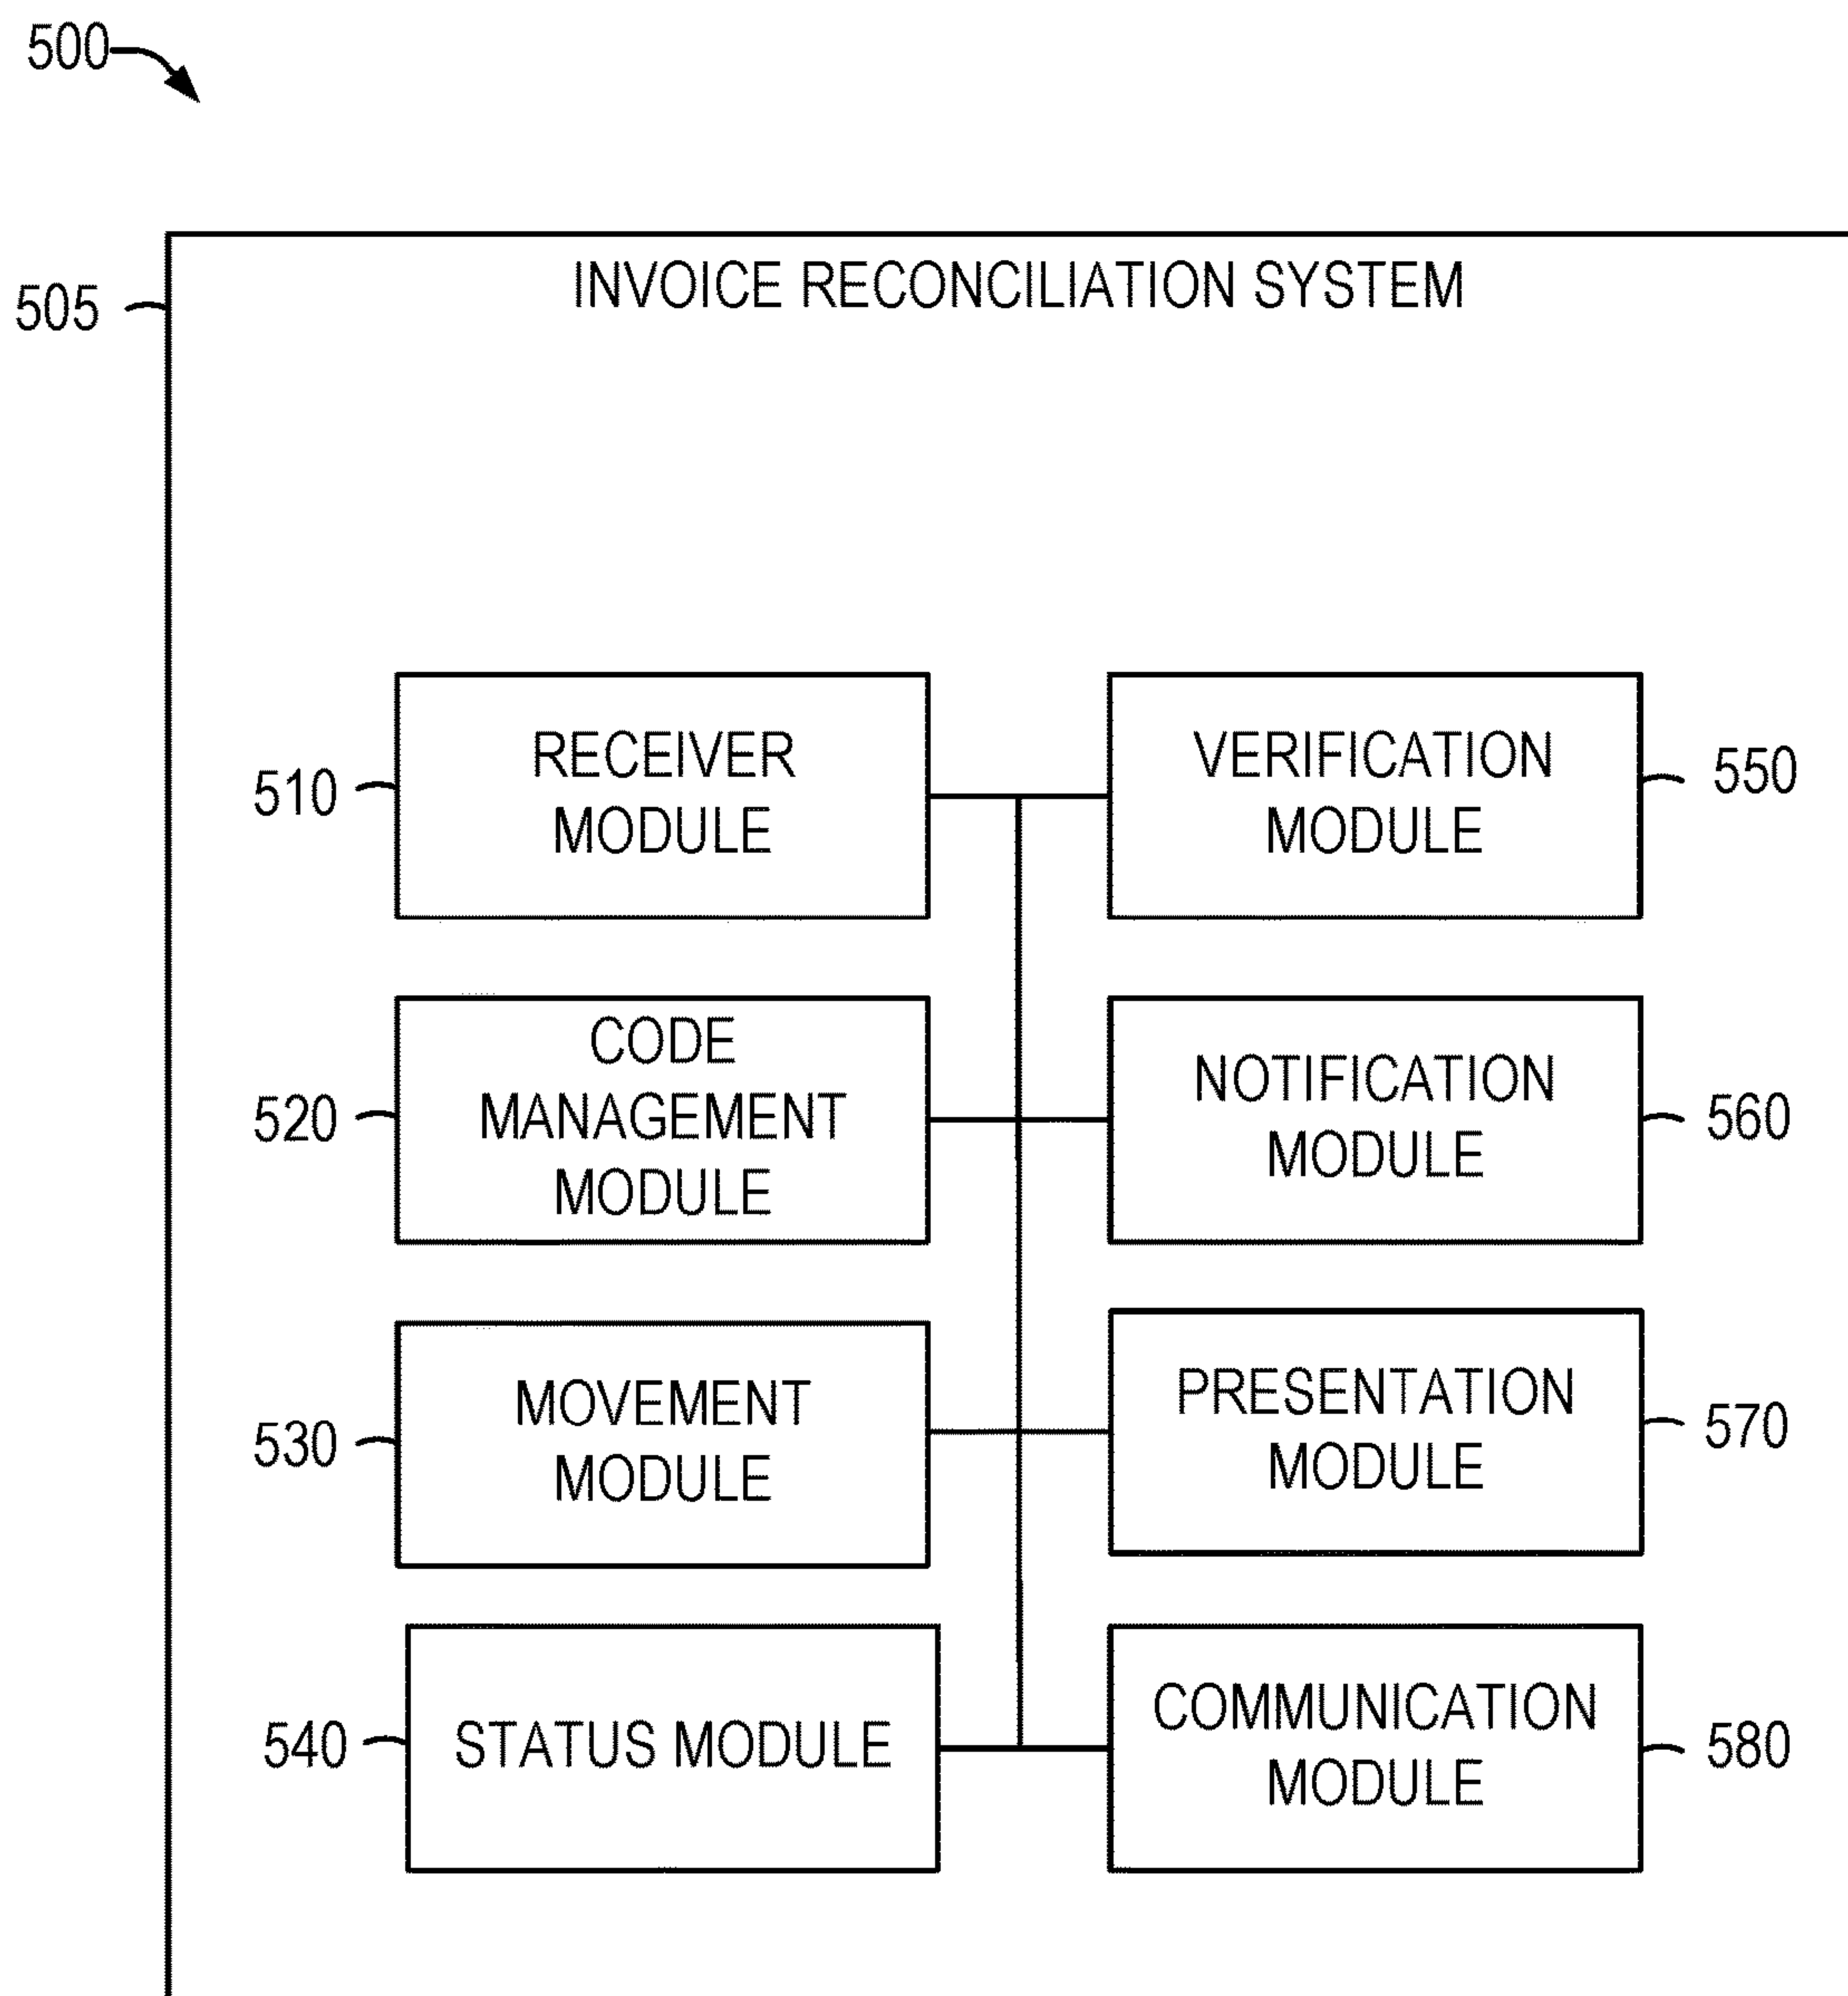 500
505
INVOICE RECONCILIATION SYSTEM
510
RECEIVER
MODULE
VERIFICATION
MODULE
550
520
CODE
MANAGEMENT
MODULE
NOTIFICATION
MODULE
560
530
MOVEMENT
MODULE
PRESENTATION
MODULE
570
540
STATUS MODULE
COMMUNICATION
MODULE
580